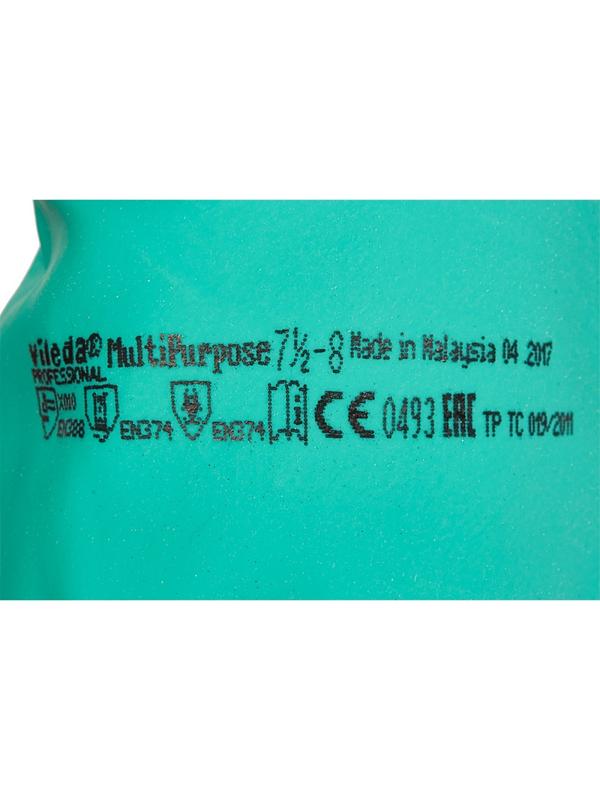 Vileda® MultiPurpose 7½-8 Made in Malaysia 04 2017
PROFESSIONAL
X010
EN388 EN374 EN374 i CE 0493 EAC TP TC 019/2011